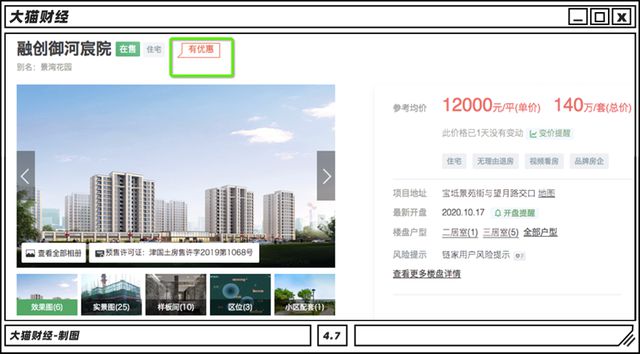 大猫财经
融创御河宸院 在售 住宅 有优惠
别名：景湾花园
参考均价 12000元/平(单价) 140万/套(总价)
此价格已1天没有变动 变价提醒
住宅 无理由退房 视频看房 品牌房企
项目地址 宝坻景苑街与望月路交口 地图
最新开盘 2020.10.17 开盘提醒
楼盘户型 二居室(1) 三居室(5) 全部户型
风险提示 链家用户风险提示
查看更多楼盘详情
查看全部相册 预售许可证：津国土房售许字2019第1068号
效果图(6) 实景图(25) 样板间(10) 区位(3) 小区配套(1)
大猫财经-制图 4.7